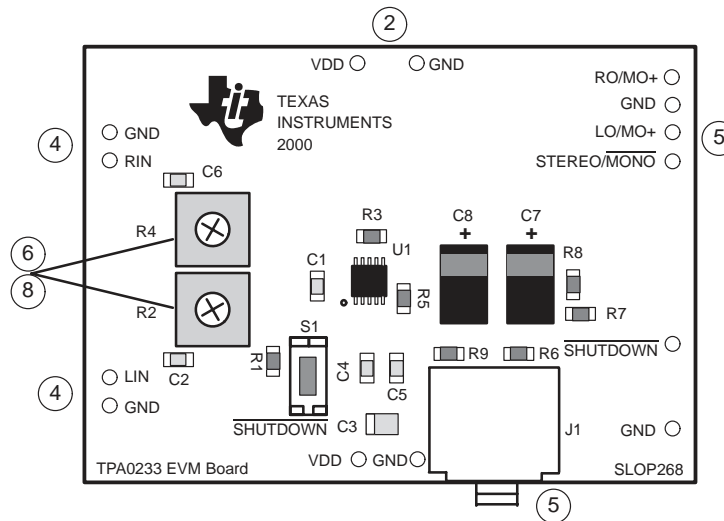 2
VDD GND
RO/MO+
TEXAS
INSTRUMENTS
2000
GND
4
GND
LO/MO+
5
RIN
STEREO/MONO
C6
R4
R3
C8
C7
+
+
U1
6
8
C1
R8
R5
R2
R7
S1
C2
R1
C4
C5
R9
R6
SHUTDOWN
4
LIN
GND
SHUTDOWN
C3
J1
GND
VDD GND
TPA0233 EVM Board
SLOP268
5